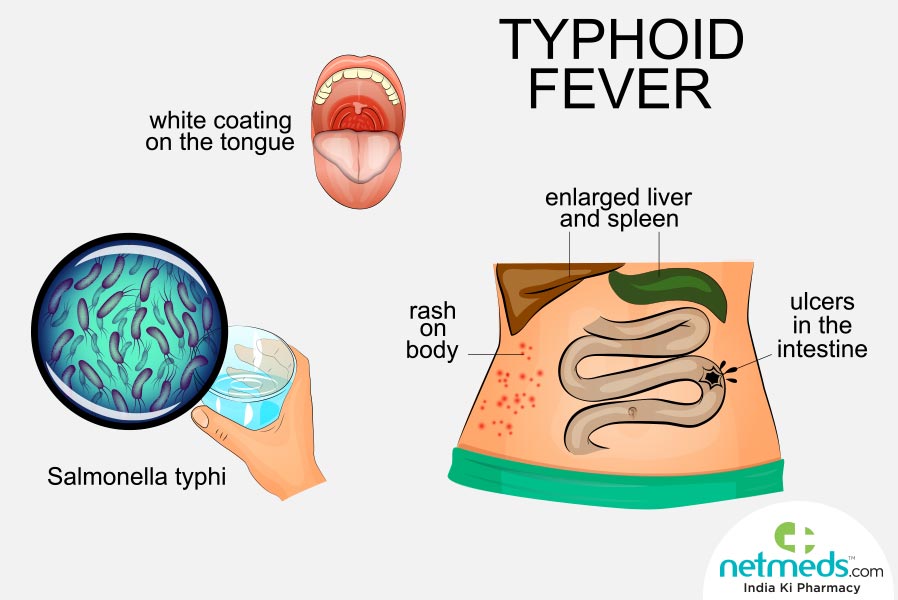 TYPHOID
FEVER
white coating
on the tongue
enlarged liver
and spleen
rash
on
body
ulcers
in the
intestine
Salmonella typhi
netmeds.com™
India Ki Pharmacy